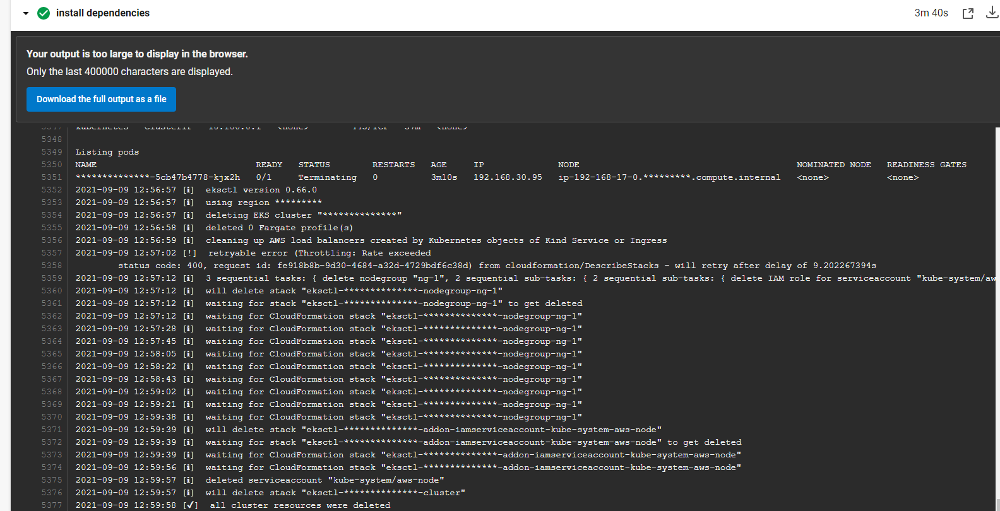 install dependencies
3m 40s
Your output is too large to display in the browser.
Only the last 400000 characters are displayed.
Download the full output as a file
5347 kubernetes ClusterIP 10.100.0.1 <none> 443/TCP 37m <none>
5348
5349 Listing pods
5350 NAME READY STATUS RESTARTS AGE IP NODE NOMINATED NODE READINESS GATES
5351 **************-5cb47b4778-kjx2h 0/1 Terminating 0 3m10s 192.168.30.95 ip-192-168-17-0.*********.compute.internal <none> <none>
5352 2021-09-09 12:56:57 [ℹ] eksctl version 0.66.0
5353 2021-09-09 12:56:57 [ℹ] using region *********
5354 2021-09-09 12:56:57 [ℹ] deleting EKS cluster "**************"
5355 2021-09-09 12:56:58 [ℹ] deleted 0 Fargate profile(s)
5356 2021-09-09 12:56:59 [ℹ] cleaning up AWS load balancers created by Kubernetes objects of Kind Service or Ingress
5357 2021-09-09 12:57:02 [!] retryable error (Throttling: Rate exceeded
5358 status code: 400, request id: fe918b8b-9d30-4684-a32d-4729bdf6c38d) from cloudformation/DescribeStacks - will retry after delay of 9.202267394s
5359 2021-09-09 12:57:12 [ℹ] 3 sequential tasks: { delete nodegroup "ng-1", 2 sequential sub-tasks: { 2 sequential sub-tasks: { delete IAM role for serviceaccount "kube-system/aw
5360 2021-09-09 12:57:12 [ℹ] will delete stack "eksctl-**************-nodegroup-ng-1"
5361 2021-09-09 12:57:12 [ℹ] waiting for stack "eksctl-**************-nodegroup-ng-1" to get deleted
5362 2021-09-09 12:57:12 [ℹ] waiting for CloudFormation stack "eksctl-**************-nodegroup-ng-1"
5363 2021-09-09 12:57:28 [ℹ] waiting for CloudFormation stack "eksctl-**************-nodegroup-ng-1"
5364 2021-09-09 12:57:45 [ℹ] waiting for CloudFormation stack "eksctl-**************-nodegroup-ng-1"
5365 2021-09-09 12:58:05 [ℹ] waiting for CloudFormation stack "eksctl-**************-nodegroup-ng-1"
5366 2021-09-09 12:58:22 [ℹ] waiting for CloudFormation stack "eksctl-**************-nodegroup-ng-1"
5367 2021-09-09 12:58:43 [ℹ] waiting for CloudFormation stack "eksctl-**************-nodegroup-ng-1"
5368 2021-09-09 12:59:02 [ℹ] waiting for CloudFormation stack "eksctl-**************-nodegroup-ng-1"
5369 2021-09-09 12:59:21 [ℹ] waiting for CloudFormation stack "eksctl-**************-nodegroup-ng-1"
5370 2021-09-09 12:59:38 [ℹ] waiting for CloudFormation stack "eksctl-**************-nodegroup-ng-1"
5371 2021-09-09 12:59:39 [ℹ] will delete stack "eksctl-**************-addon-iamserviceaccount-kube-system-aws-node"
5372 2021-09-09 12:59:39 [ℹ] waiting for stack "eksctl-**************-addon-iamserviceaccount-kube-system-aws-node" to get deleted
5373 2021-09-09 12:59:39 [ℹ] waiting for CloudFormation stack "eksctl-**************-addon-iamserviceaccount-kube-system-aws-node"
5374 2021-09-09 12:59:56 [ℹ] waiting for CloudFormation stack "eksctl-**************-addon-iamserviceaccount-kube-system-aws-node"
5375 2021-09-09 12:59:57 [ℹ] deleted serviceaccount "kube-system/aws-node"
5376 2021-09-09 12:59:57 [ℹ] will delete stack "eksctl-**************-cluster"
5377 2021-09-09 12:59:58 [✔] all cluster resources were deleted